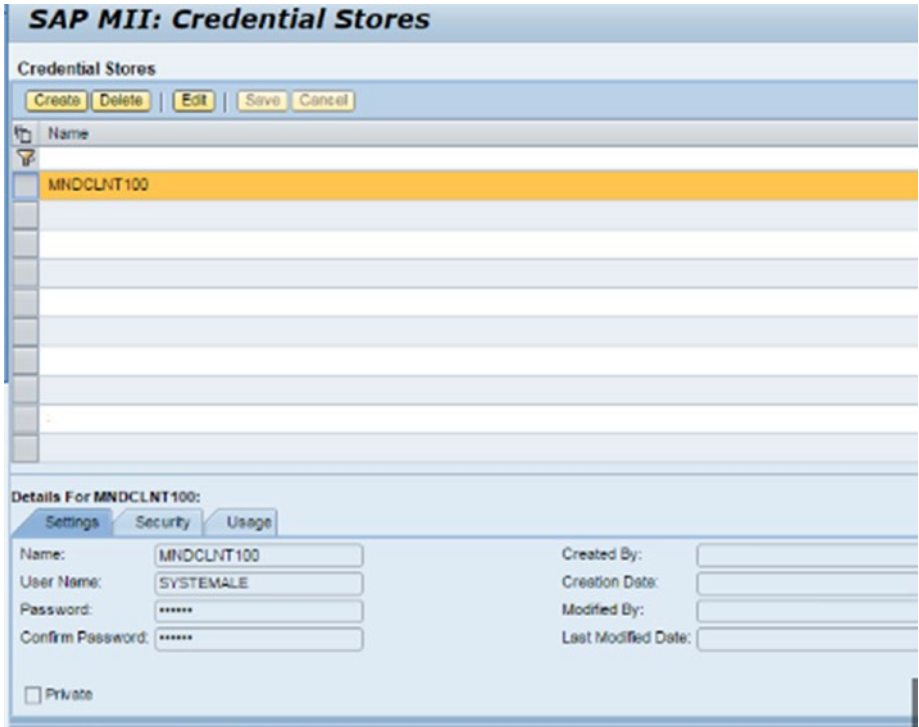 SAP MII: Credential Stores
Credential Stores
Create Delete | Edit | Save Cancel
Name
MNDCLNT100
Details For MNDCLNT100:
Settings Security Usage
Name: MNDCLNT100 Created By:
User Name: SYSTEMALE Creation Date:
Password: •••••• Modified By:
Confirm Password: •••••• Last Modified Date:
Private